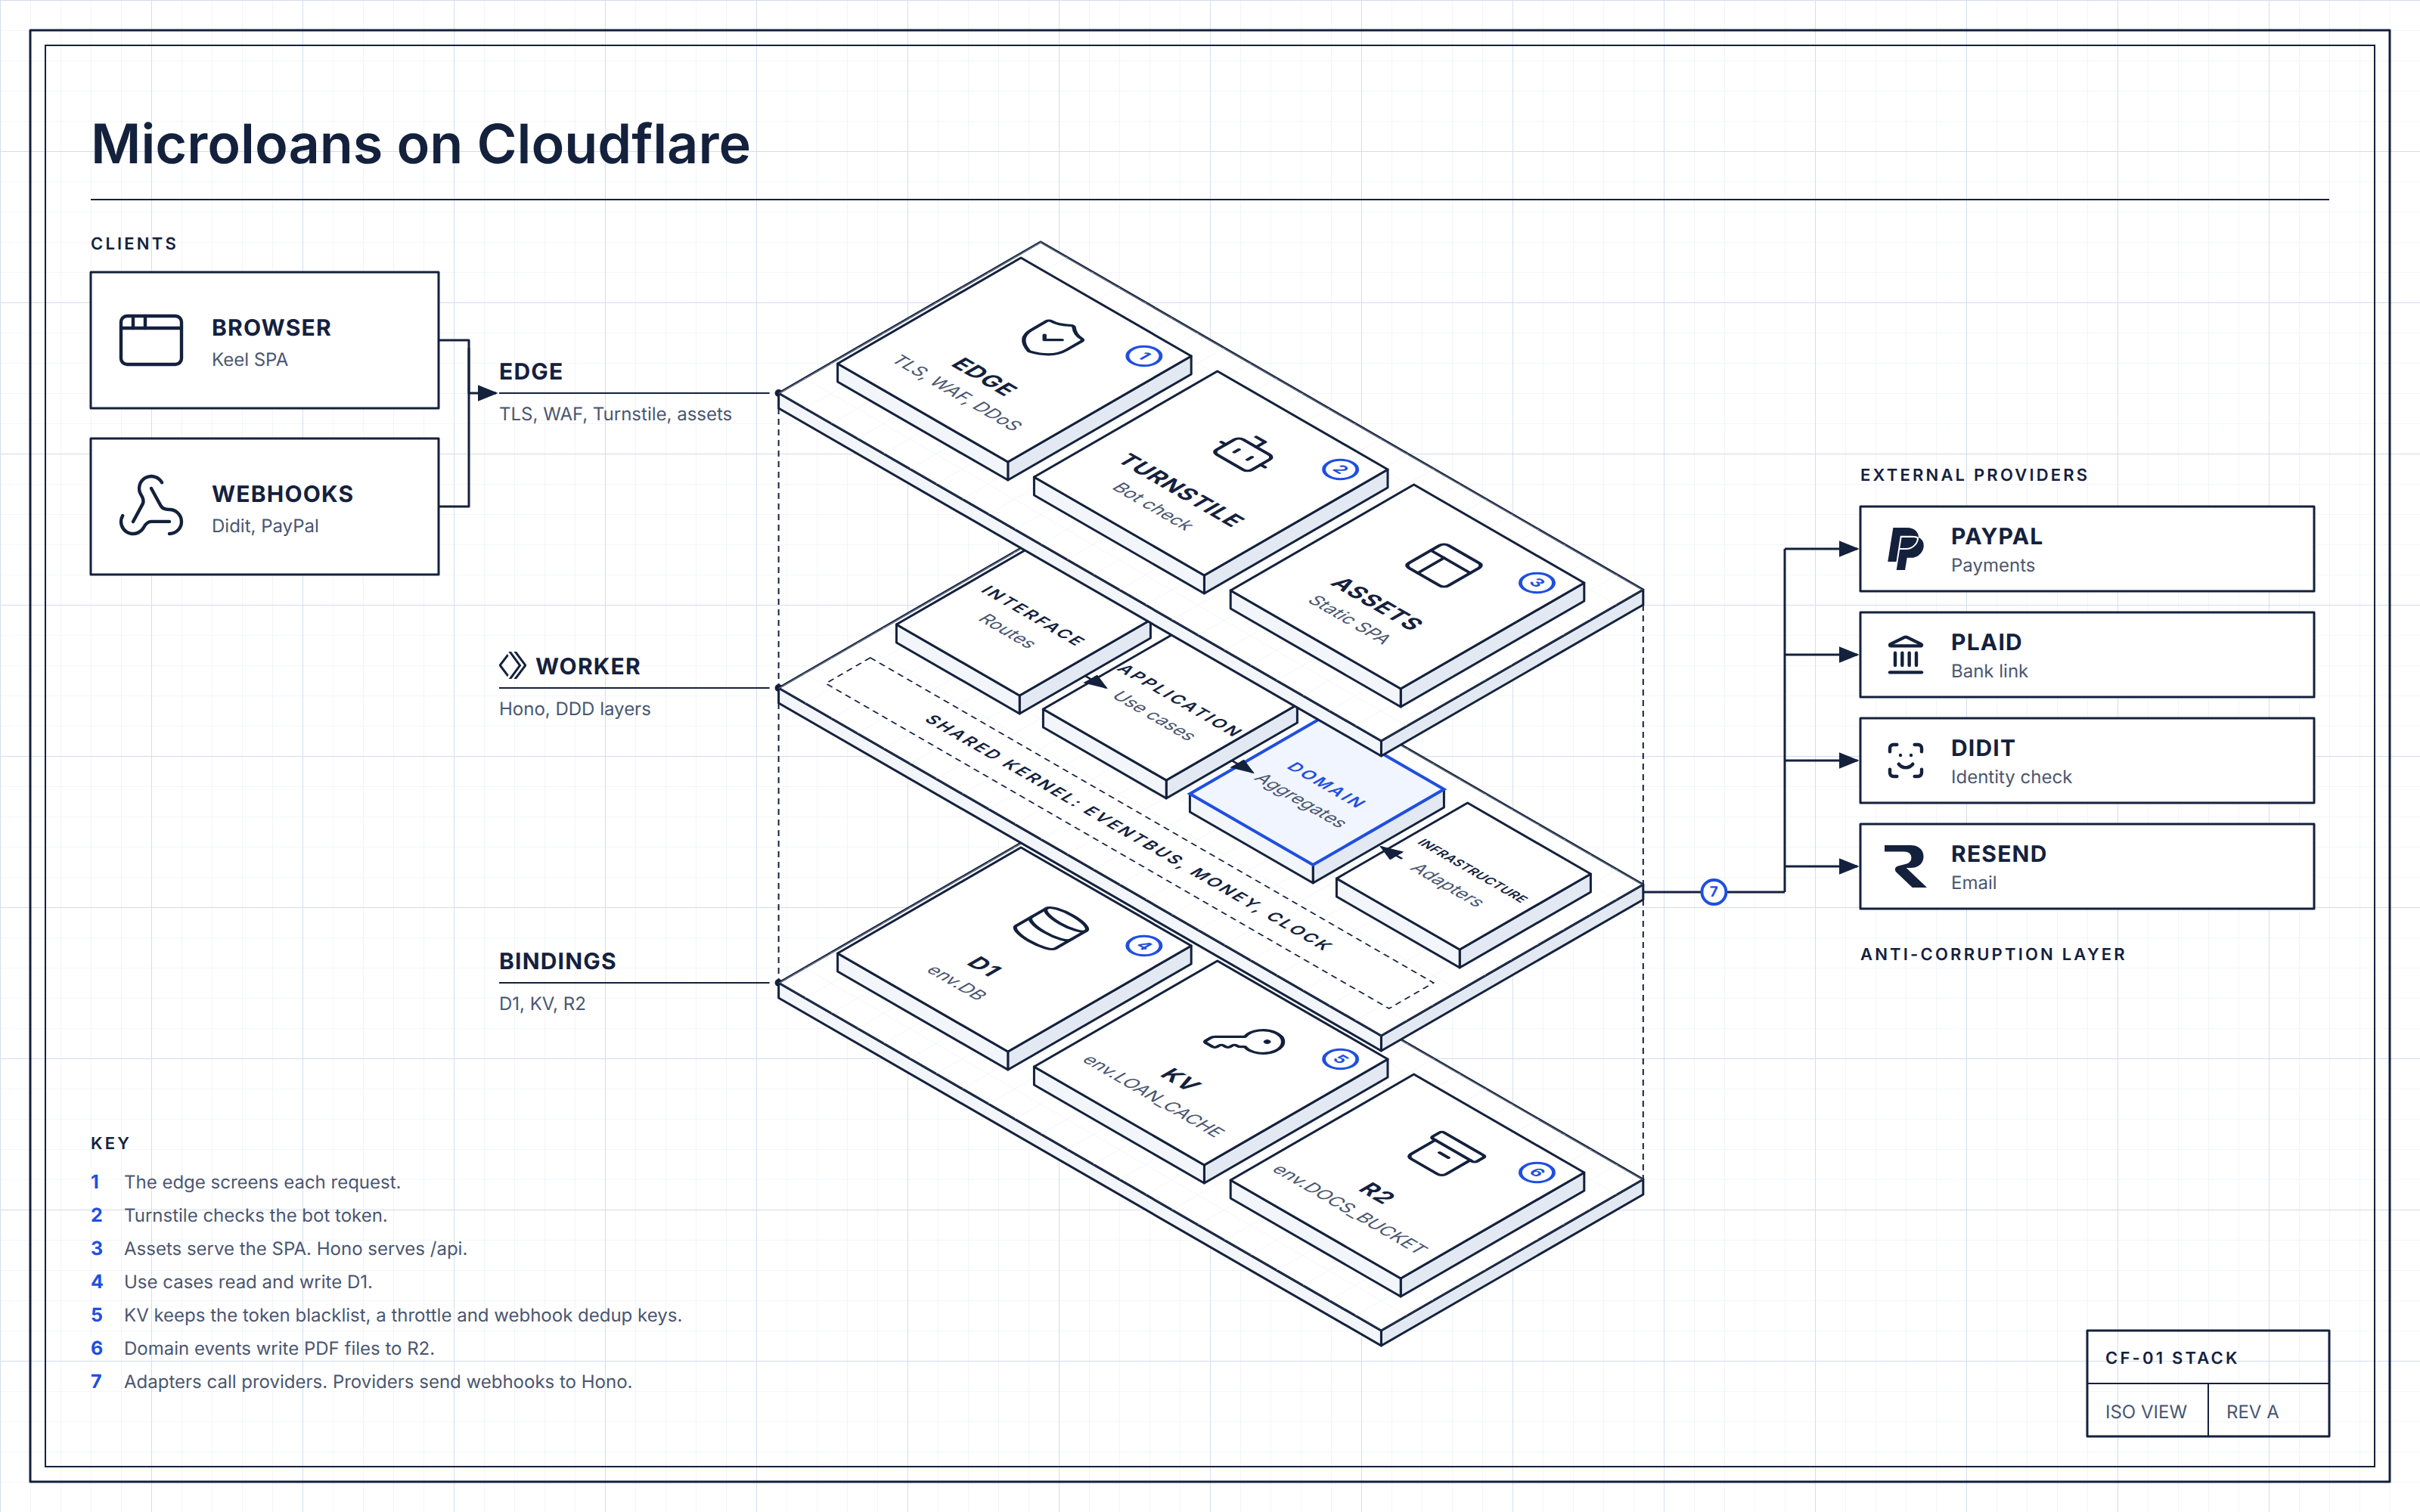 Microloans on Cloudflare
CLIENTS
BROWSER
Keel SPA
WEBHOOKS
Didit, PayPal
EDGE
TLS, WAF, Turnstile, assets
WORKER
Hono, DDD layers
BINDINGS
D1, KV, R2
EDGE
TLS, WAF, DDoS
1
TURNSTILE
Bot check
2
ASSETS
Static SPA
3
INTERFACE
Routes
APPLICATION
Use cases
DOMAIN
Aggregates
INFRASTRUCTURE
Adapters
SHARED KERNEL: EVENTBUS, MONEY, CLOCK
D1
env.DB
4
KV
env.LOAN_CACHE
5
R2
env.DOCS_BUCKET
6
7
EXTERNAL PROVIDERS
PAYPAL
Payments
PLAID
Bank link
DIDIT
Identity check
RESEND
Email
ANTI-CORRUPTION LAYER
KEY
1 The edge screens each request.
2 Turnstile checks the bot token.
3 Assets serve the SPA. Hono serves /api.
4 Use cases read and write D1.
5 KV keeps the token blacklist, a throttle and webhook dedup keys.
6 Domain events write PDF files to R2.
7 Adapters call providers. Providers send webhooks to Hono.
CF-01 STACK
ISO VIEW
REV A